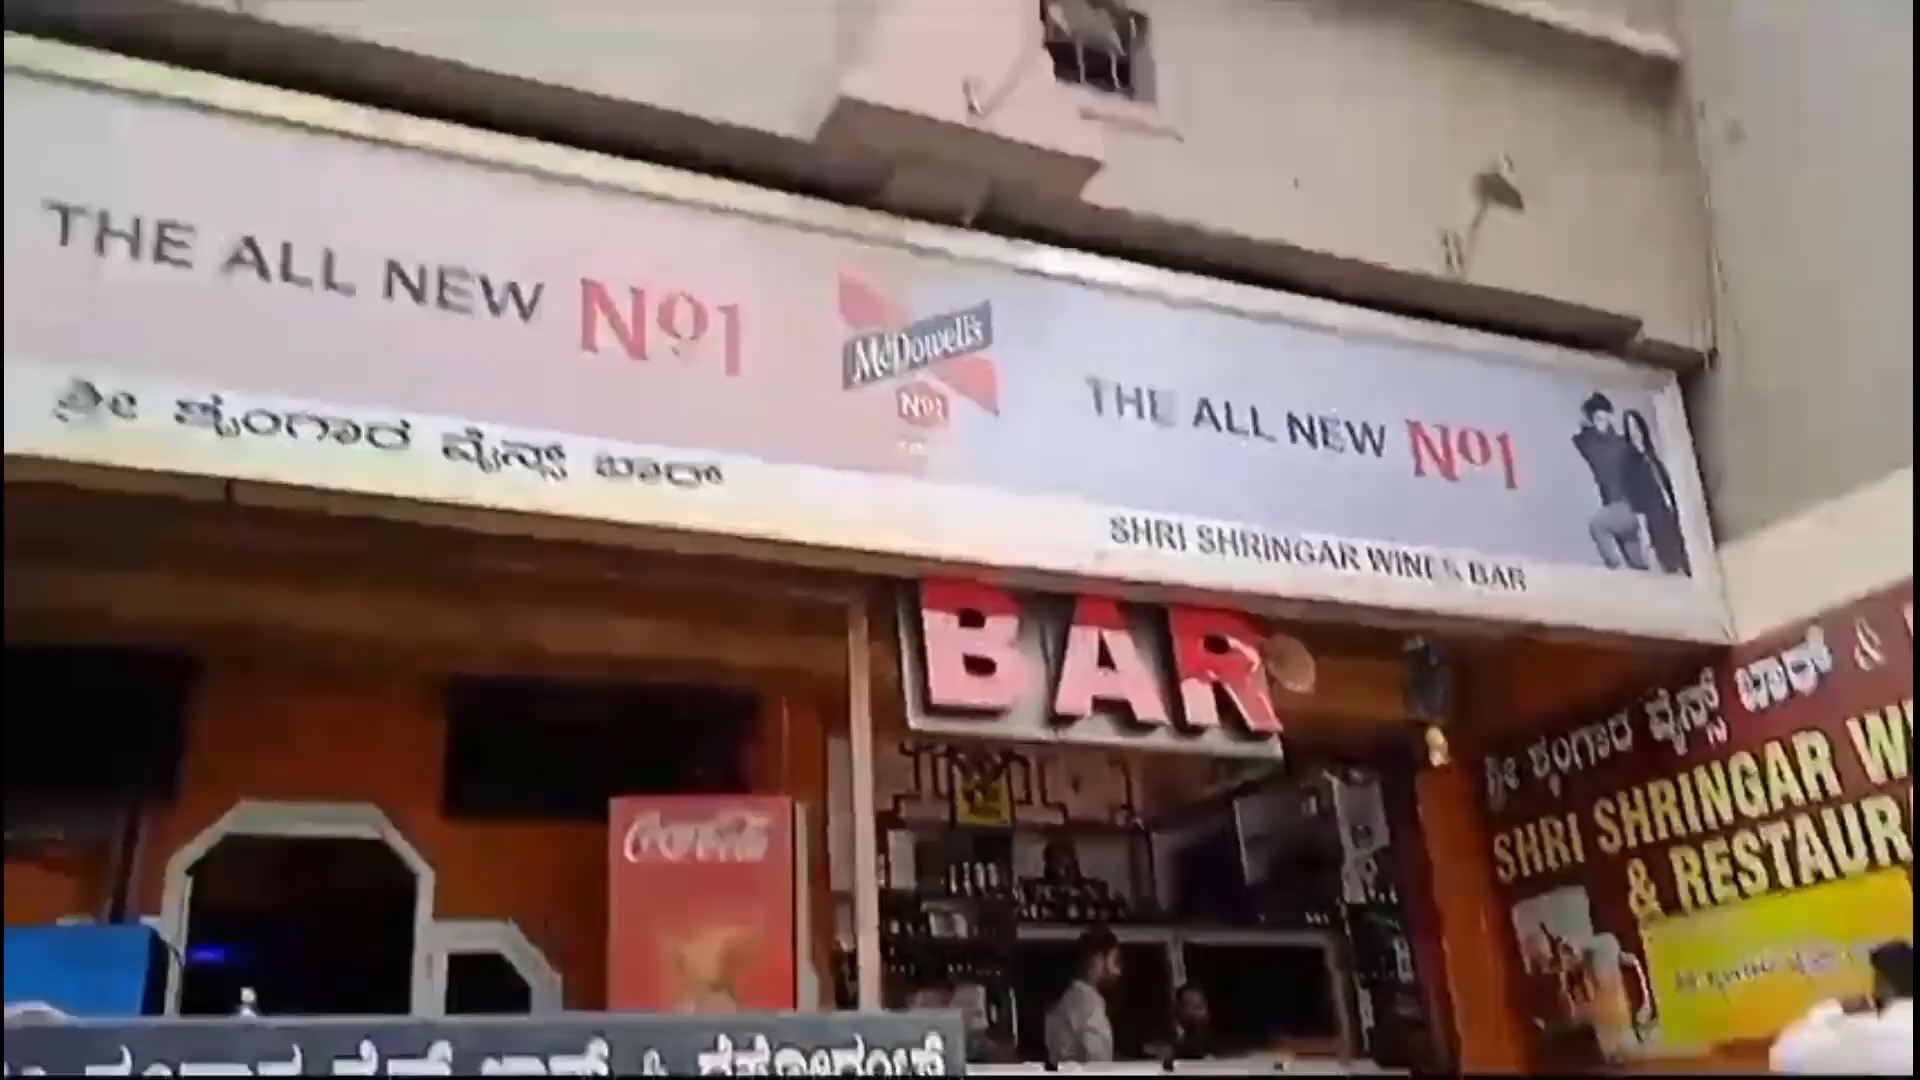 THE ALL NEW Nº1
ಶ್ರೀ ಶೃಂಗಾರ ವೈನ್ಸ್ ಬಾರ್
McDowell's
Nº1
THE ALL NEW Nº1
SHRI SHRINGAR WINES BAR
BAR
Coca-Cola
ಶ್ರೀ ಶೃಂಗಾರ ವೈನ್ಸ್ ಬಾರ್ &
SHRI SHRINGAR
& RESTAUR
ಶೃಂಗಾರ ವೈನ್ಸ್ ಬಾರ್ & ರೆಸ್ಟೋರೆಂಟ್